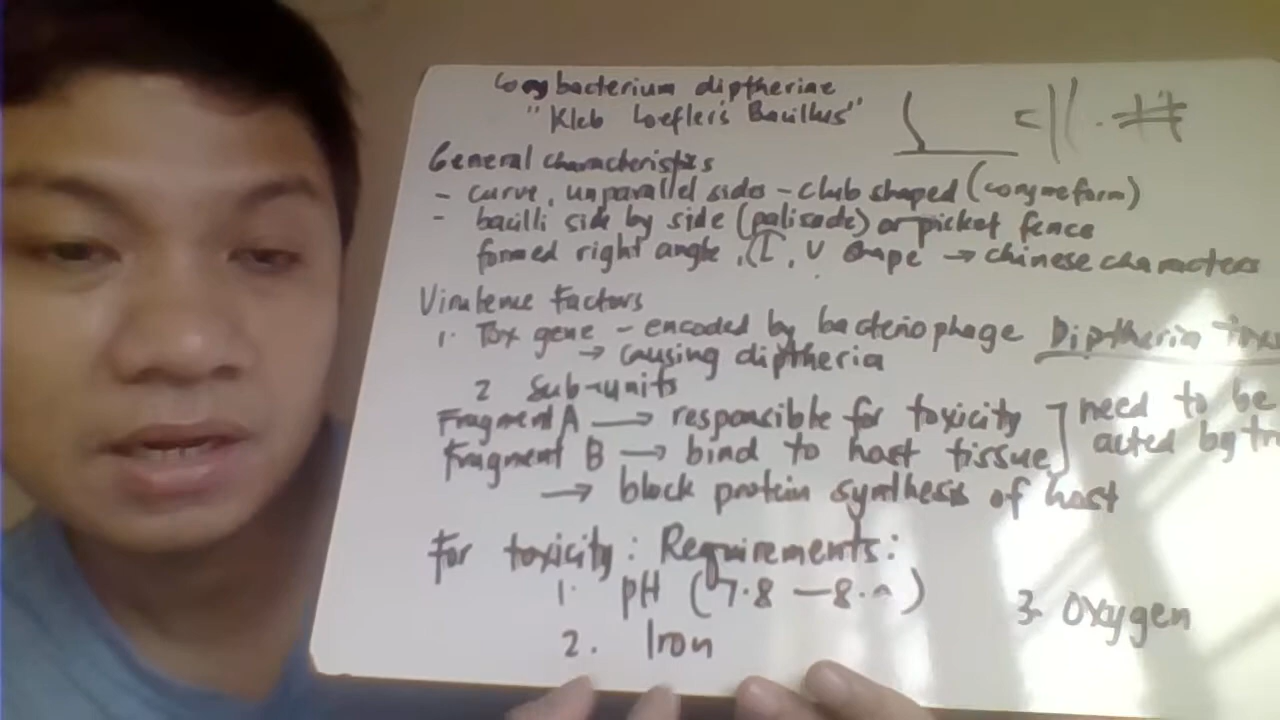 Corynybacterium diptheriae
"Kleb Loefler's Bacillus"
General characteristics
- curve, unparallel sides - club shaped (coryneform)
- bacilli side by side (palisade) or picket fence
formed right angle, V shape → chinese characters
Virulence Factors
1. Tox gene - encoded by bacteriophage Diptheria
→ causing diptheria
2 Sub-units
Fragment A → responsible for toxicity
Fragment B → bind to host tissue
need to be
acted by
→ block protein synthesis of host
For toxicity: Requirements:
1. pH (7.8 - 8.
2. Iron
3. Oxygen